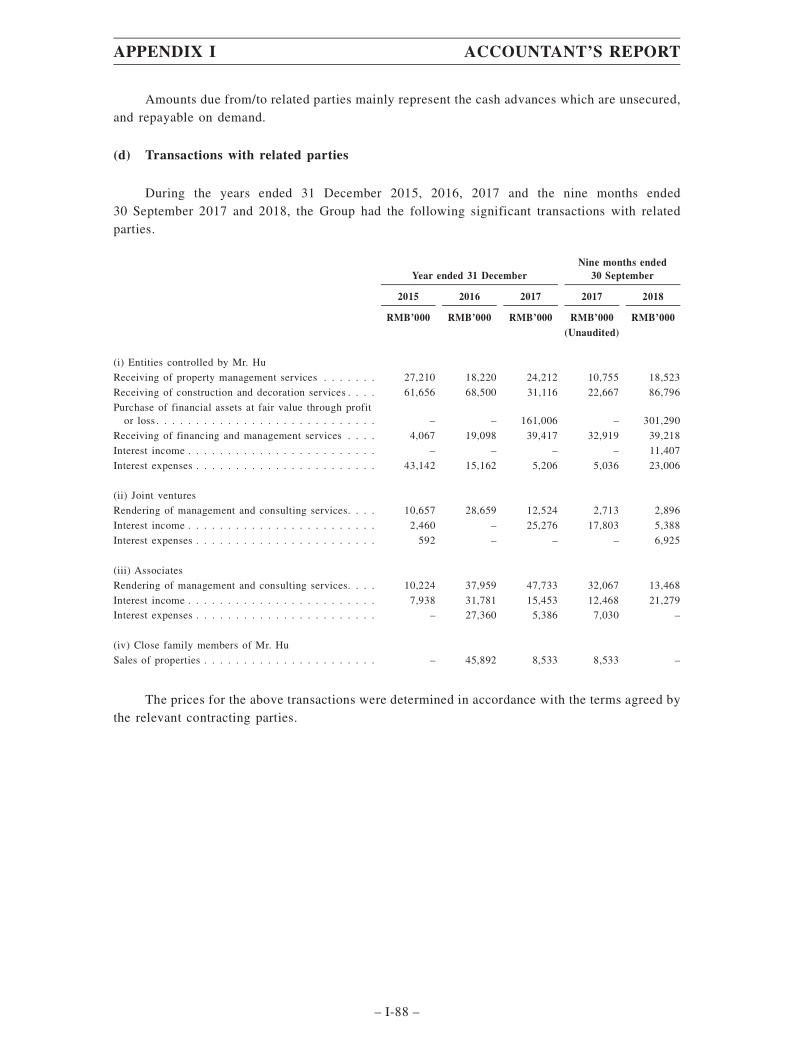 APPENDIX I ACCOUNTANT’S REPORT
Amounts due from/to related parties mainly represent the cash advances which are unsecured,
and repayable on demand.
(d) Transactions with related parties
During the years ended 31 December 2015, 2016, 2017 and the nine months ended
30 September 2017 and 2018, the Group had the following significant transactions with related
parties.
Nine months ended
Year ended 31 December 30 September
2015 2016 2017 2017 2018
RMB’000 RMB’000 RMB’000 RMB’000 RMB’000
(Unaudited)
(i) Entities controlled by Mr. Hu
Receiving of property management services . . . . . . . 27,210 18,220 24,212 10,755 18,523
Receiving of construction and decoration services . . . . 61,656 68,500 31,116 22,667 86,796
Purchase of financial assets at fair value through profit
or loss . . . . . . . . . . . . . . . . . . . . . . . . . . . . – – 161,006 – 301,290
Receiving of financing and management services . . . . 4,067 19,098 39,417 32,919 39,218
Interest income . . . . . . . . . . . . . . . . . . . . . . . . – – – – 11,407
Interest expenses . . . . . . . . . . . . . . . . . . . . . . . 43,142 15,162 5,206 5,036 23,006
(ii) Joint ventures
Rendering of management and consulting services. . . . 10,657 28,659 12,524 2,713 2,896
Interest income . . . . . . . . . . . . . . . . . . . . . . . . 2,460 – 25,276 17,803 5,388
Interest expenses . . . . . . . . . . . . . . . . . . . . . . . 592 – – – 6,925
(iii) Associates
Rendering of management and consulting services. . . . 10,224 37,959 47,733 32,067 13,468
Interest income . . . . . . . . . . . . . . . . . . . . . . . . 7,938 31,781 15,453 12,468 21,279
Interest expenses . . . . . . . . . . . . . . . . . . . . . . . – 27,360 5,386 7,030 –
(iv) Close family members of Mr. Hu
Sales of properties . . . . . . . . . . . . . . . . . . . . . . – 45,892 8,533 8,533 –
The prices for the above transactions were determined in accordance with the terms agreed by
the relevant contracting parties.
– I-88 –